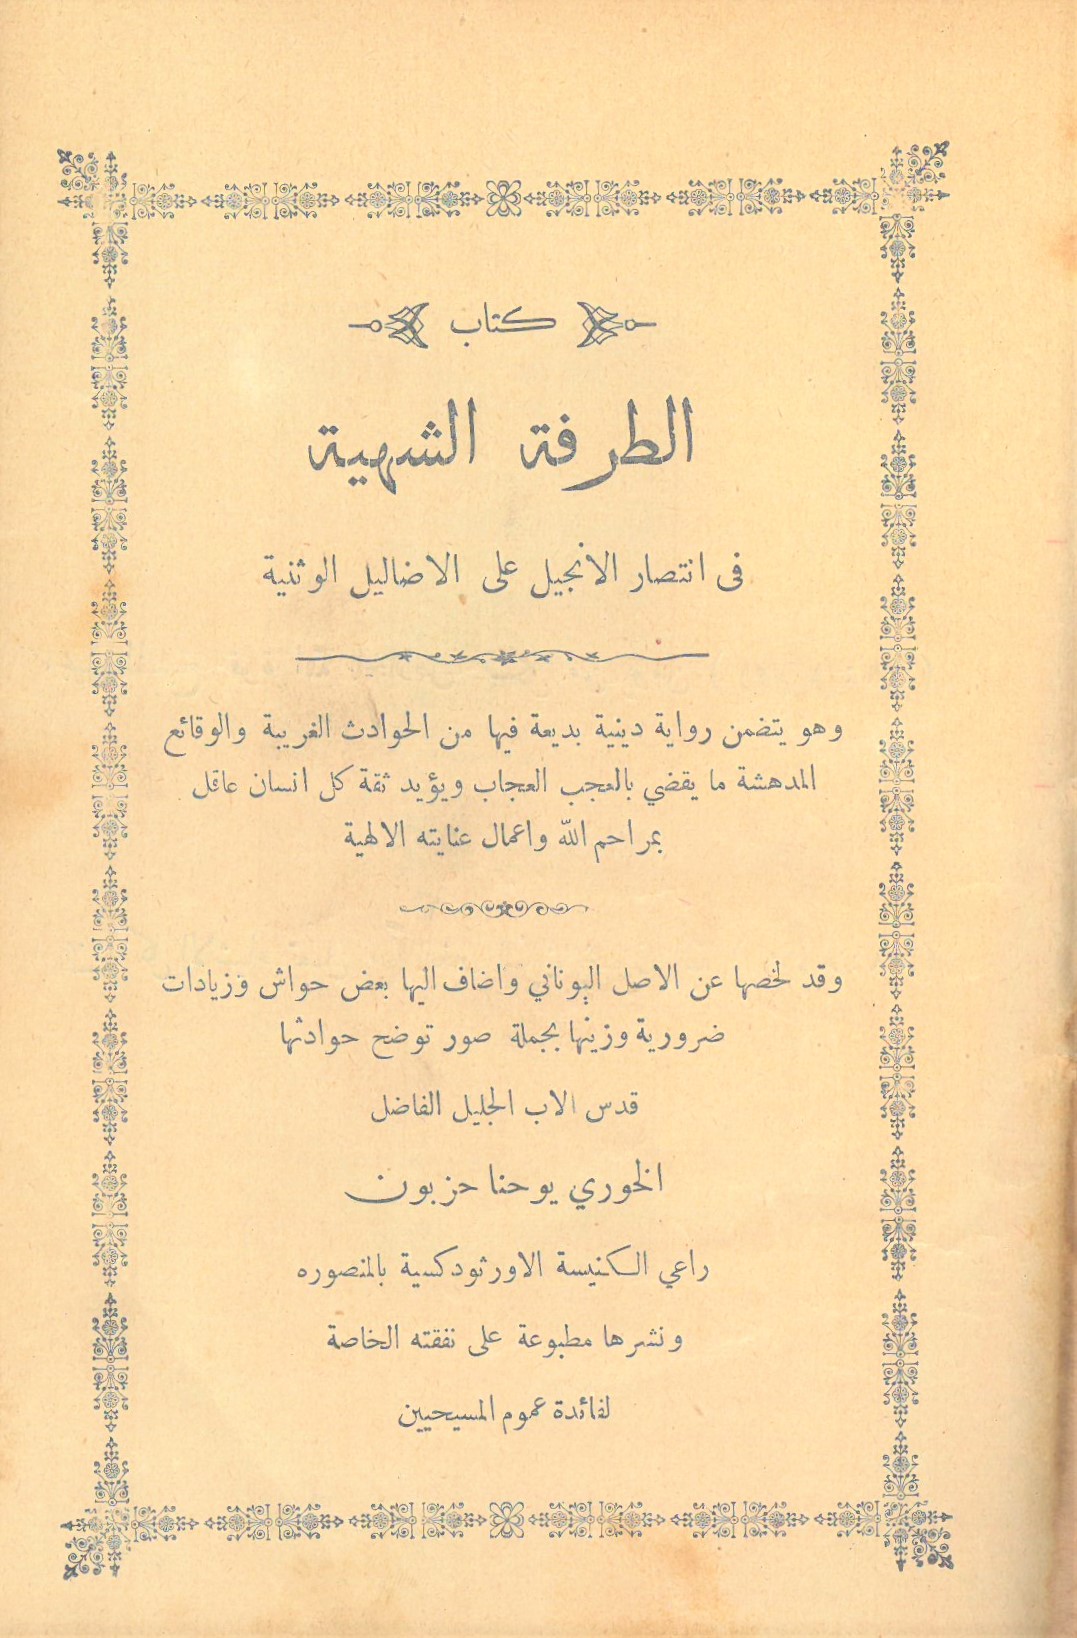 كتاب
الطرفة الشهية
فى انتصار الانجيل على الاضاليل الوثنية
وهو يتضمن رواية دينية بديعة فيها من الحوادث الغريبة والوقائع
المدهشة ما يقضي بالعجب العجاب ويؤيد ثقة كل انسان عاقل
بمراحم الله واعمال عنايته الالهية
وقد لخصها عن الاصل اليوناني واضاف اليها بعض حواش وزيادات
ضرورية وزينها بجملة صور توضح حوادثها
قدس الاب الجليل الفاضل
الخوري يوحنا حزبون
راعي الكنيسة الاورثودكسية بالمنصوره
ونشرها مطبوعة على نفقته الخاصة
لفائدة عموم المسيحيين